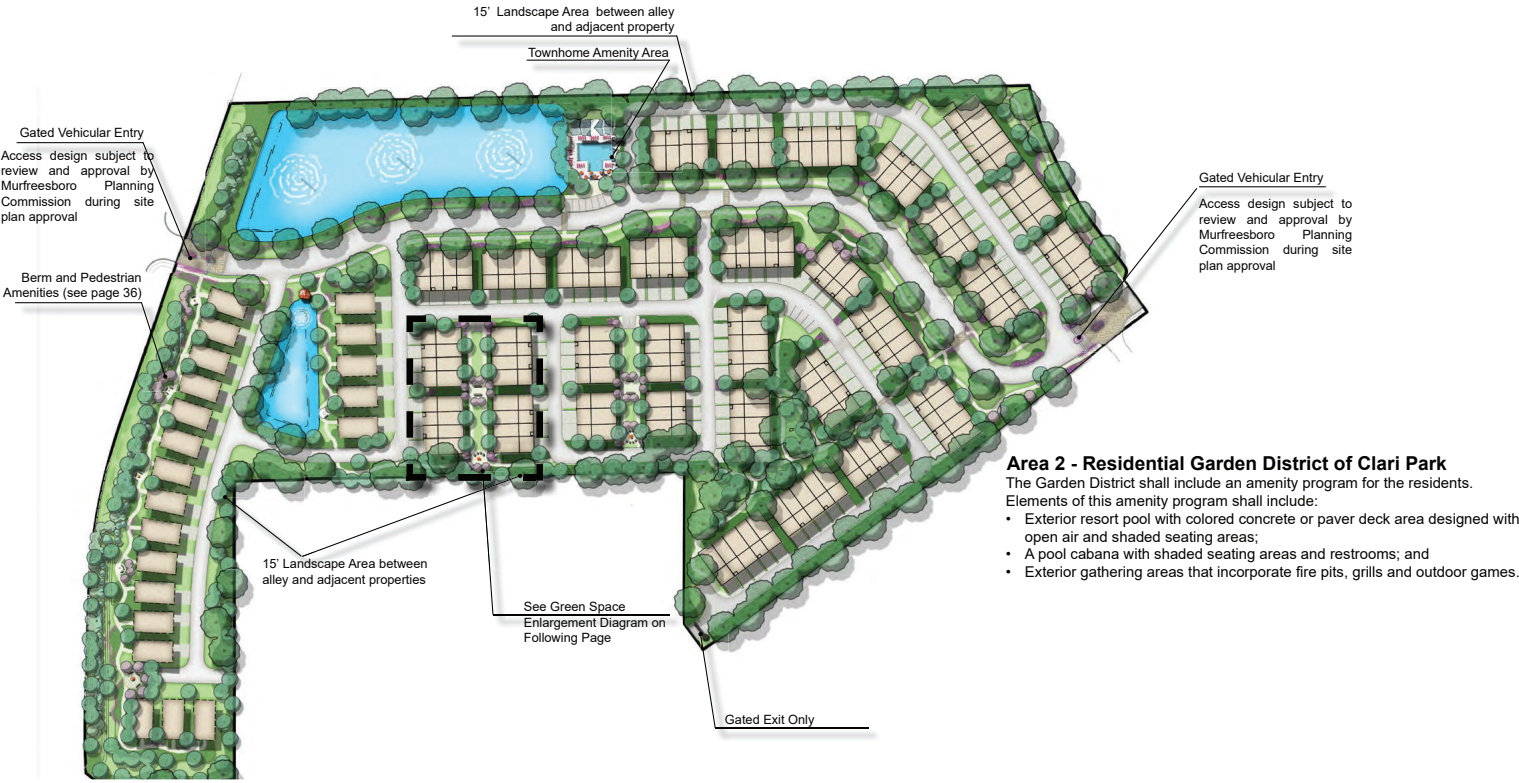 15' Landscape Area between alley
and adjacent property
Townhome Amenity Area
Gated Vehicular Entry
Access design subject to
review and approval by
Murfreesboro Planning
Commission during site
plan approval
Berm and Pedestrian
Amenities (see page 36)
Gated Vehicular Entry
Access design subject to
review and approval by
Murfreesboro Planning
Commission during site
plan approval
Area 2 - Residential Garden District of Clari Park
The Garden District shall include an amenity program for the residents.
Elements of this amenity program shall include:
• Exterior resort pool with colored concrete or paver deck area designed with
open air and shaded seating areas;
• A pool cabana with shaded seating areas and restrooms; and
• Exterior gathering areas that incorporate fire pits, grills and outdoor games.
15' Landscape Area between
alley and adjacent properties
See Green Space
Enlargement Diagram on
Following Page
Gated Exit Only